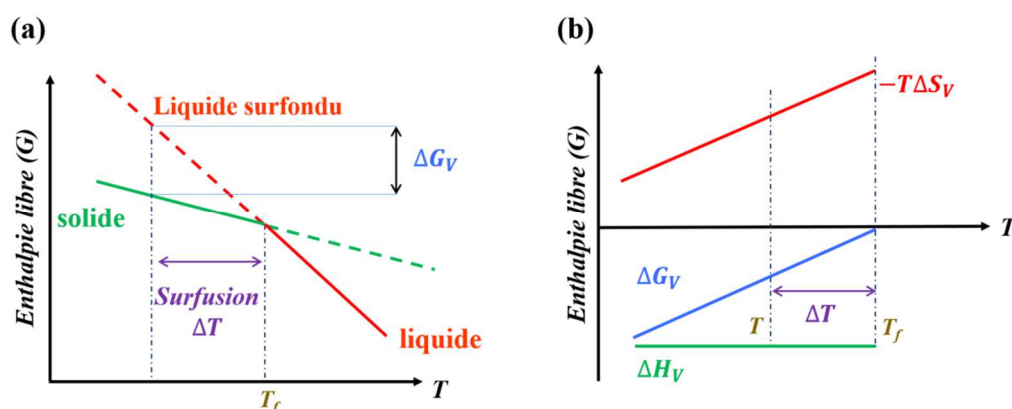 (a)
Enthalpie libre (G)
Liquide surfondu
ΔG_V
solide
Surfusion
ΔT
liquide
T
T_f
(b)
Enthalpie libre (G)
−TΔS_V
T
ΔG_V
ΔT
T
T_f
ΔH_V